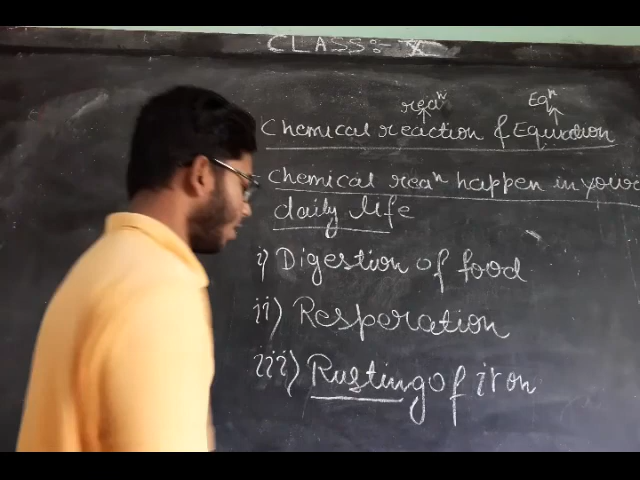 CLASS:- X
reaⁿ Eqⁿ
Chemical reaction & Equation
- chemical reaⁿ happen in your
daily life
i) Digestion of food
ii) Resperation
iii) Rusting of iron